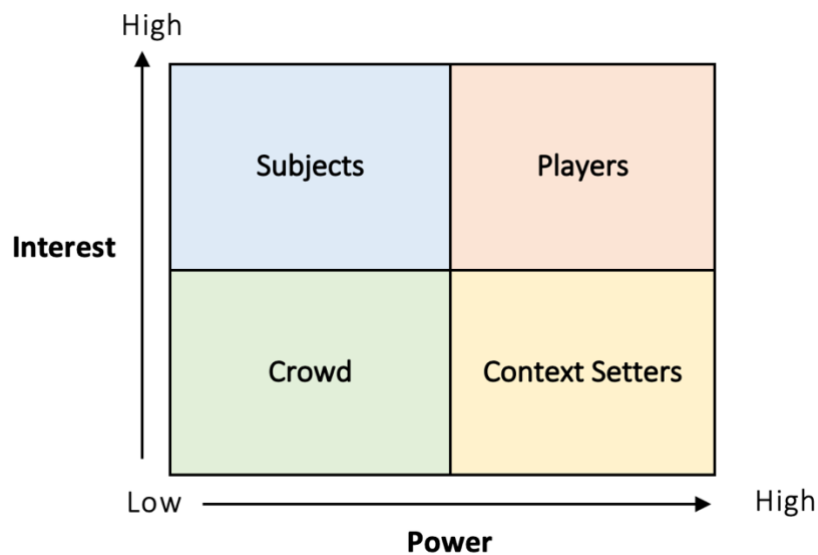 High
Subjects
Players
Interest
Crowd
Context Setters
Low
High
Power